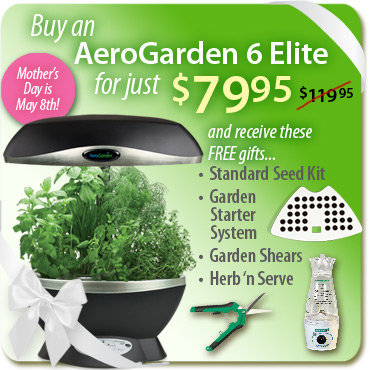 Buy an
AeroGarden 6 Elite
for just $79.95 $119.95
Mother's
Day is
May 8th!
and receive these
FREE gifts...
• Standard Seed Kit
• Garden
Starter
System
• Garden Shears
• Herb 'n Serve
AeroGarden